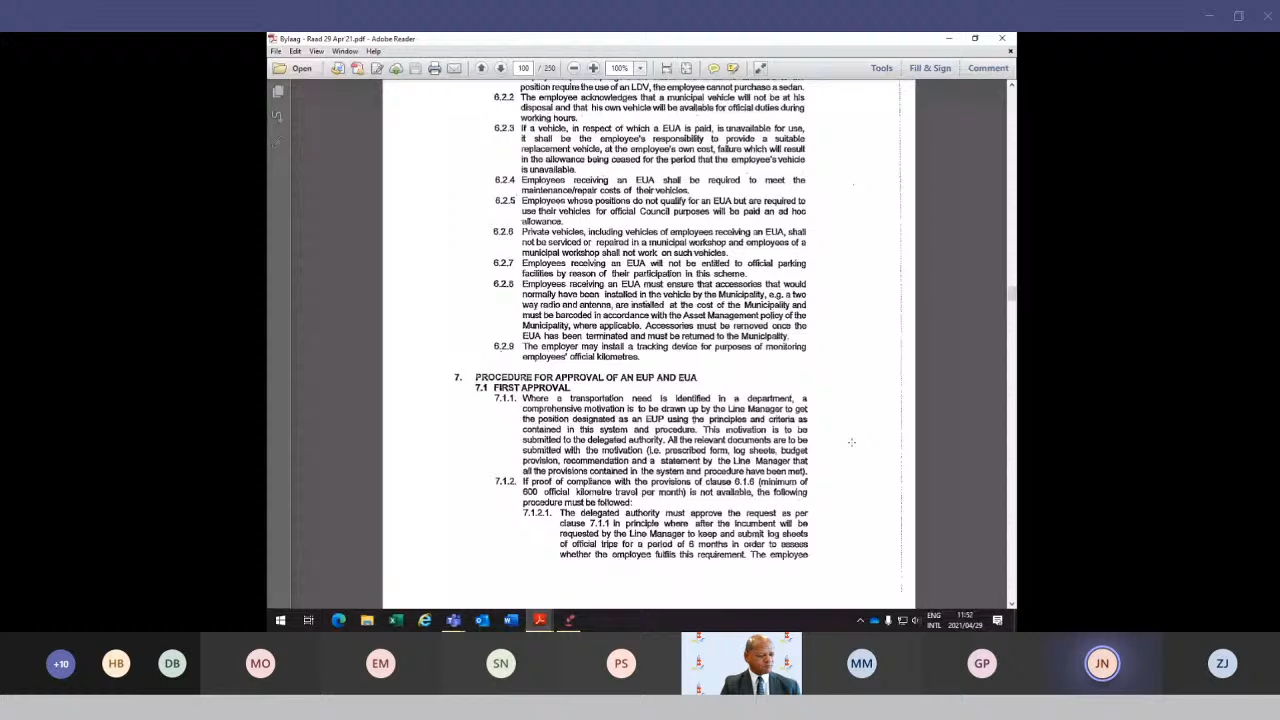 Bylaag - Raad 29 Apr 21.pdf - Adobe Reader
File Edit View Window Help
Open 100 / 250 100% Tools Fill & Sign Comment
position require the use of an LDV, the employee cannot purchase a sedan.
6.2.2 The employee acknowledges that a municipal vehicle will not be at his
disposal and that his own vehicle will be available for official duties during
working hours.
6.2.3 If a vehicle, in respect of which a EUA is paid, is unavailable for use,
it shall be the employee's responsibility to provide a suitable
replacement vehicle, at the employee's own cost, failure which will result
in the allowance being ceased for the period that the employee's vehicle
is unavailable.
6.2.4 Employees receiving an EUA shall be required to meet the
maintenance/repair costs of their vehicles.
6.2.5 Employees whose positions do not qualify for an EUA but are required to
use their vehicles for official Council purposes will be paid an ad hoc
allowance.
6.2.6 Private vehicles, including vehicles of employees receiving an EUA, shall
not be serviced or repaired in a municipal workshop and employees of a
municipal workshop shall not work on such vehicles.
6.2.7 Employees receiving an EUA will not be entitled to official parking
facilities by reason of their participation in this scheme.
6.2.8 Employees receiving an EUA must ensure that accessories that would
normally have been installed in the vehicle by the Municipality, e.g. a two
way radio and antenna, are installed at the cost of the Municipality and
must be barcoded in accordance with the Asset Management policy of the
Municipality, where applicable. Accessories must be removed once the
EUA has been terminated and must be returned to the Municipality.
6.2.9 The employer may install a tracking device for purposes of monitoring
employees' official kilometres.
7. PROCEDURE FOR APPROVAL OF AN EUP AND EUA
7.1 FIRST APPROVAL
7.1.1. Where a transportation need is identified in a department, a
comprehensive motivation is to be drawn up by the Line Manager to get
the position designated as an EUP using the principles and criteria as
contained in this system and procedure. This motivation is to be
submitted to the delegated authority. All the relevant documents are to be
submitted with the motivation (i.e. prescribed form, log sheets, budget
provision, recommendation and a statement by the Line Manager that
all the provisions contained in the system and procedure have been met).
7.1.2. If proof of compliance with the provisions of clause 6.1.6 (minimum of
600 official kilometre travel per month) is not available, the following
procedure must be followed:
7.1.2.1. The delegated authority must approve the request as per
clause 7.1.1 in principle where after the incumbent will be
requested by the Line Manager to keep and submit log sheets
of official trips for a period of 6 months in order to assess
whether the employee fulfils this requirement. The employee
ENG 11:52
INTL 2021/04/29
+10 HB DB MO EM SN PS MM GP JN ZJ